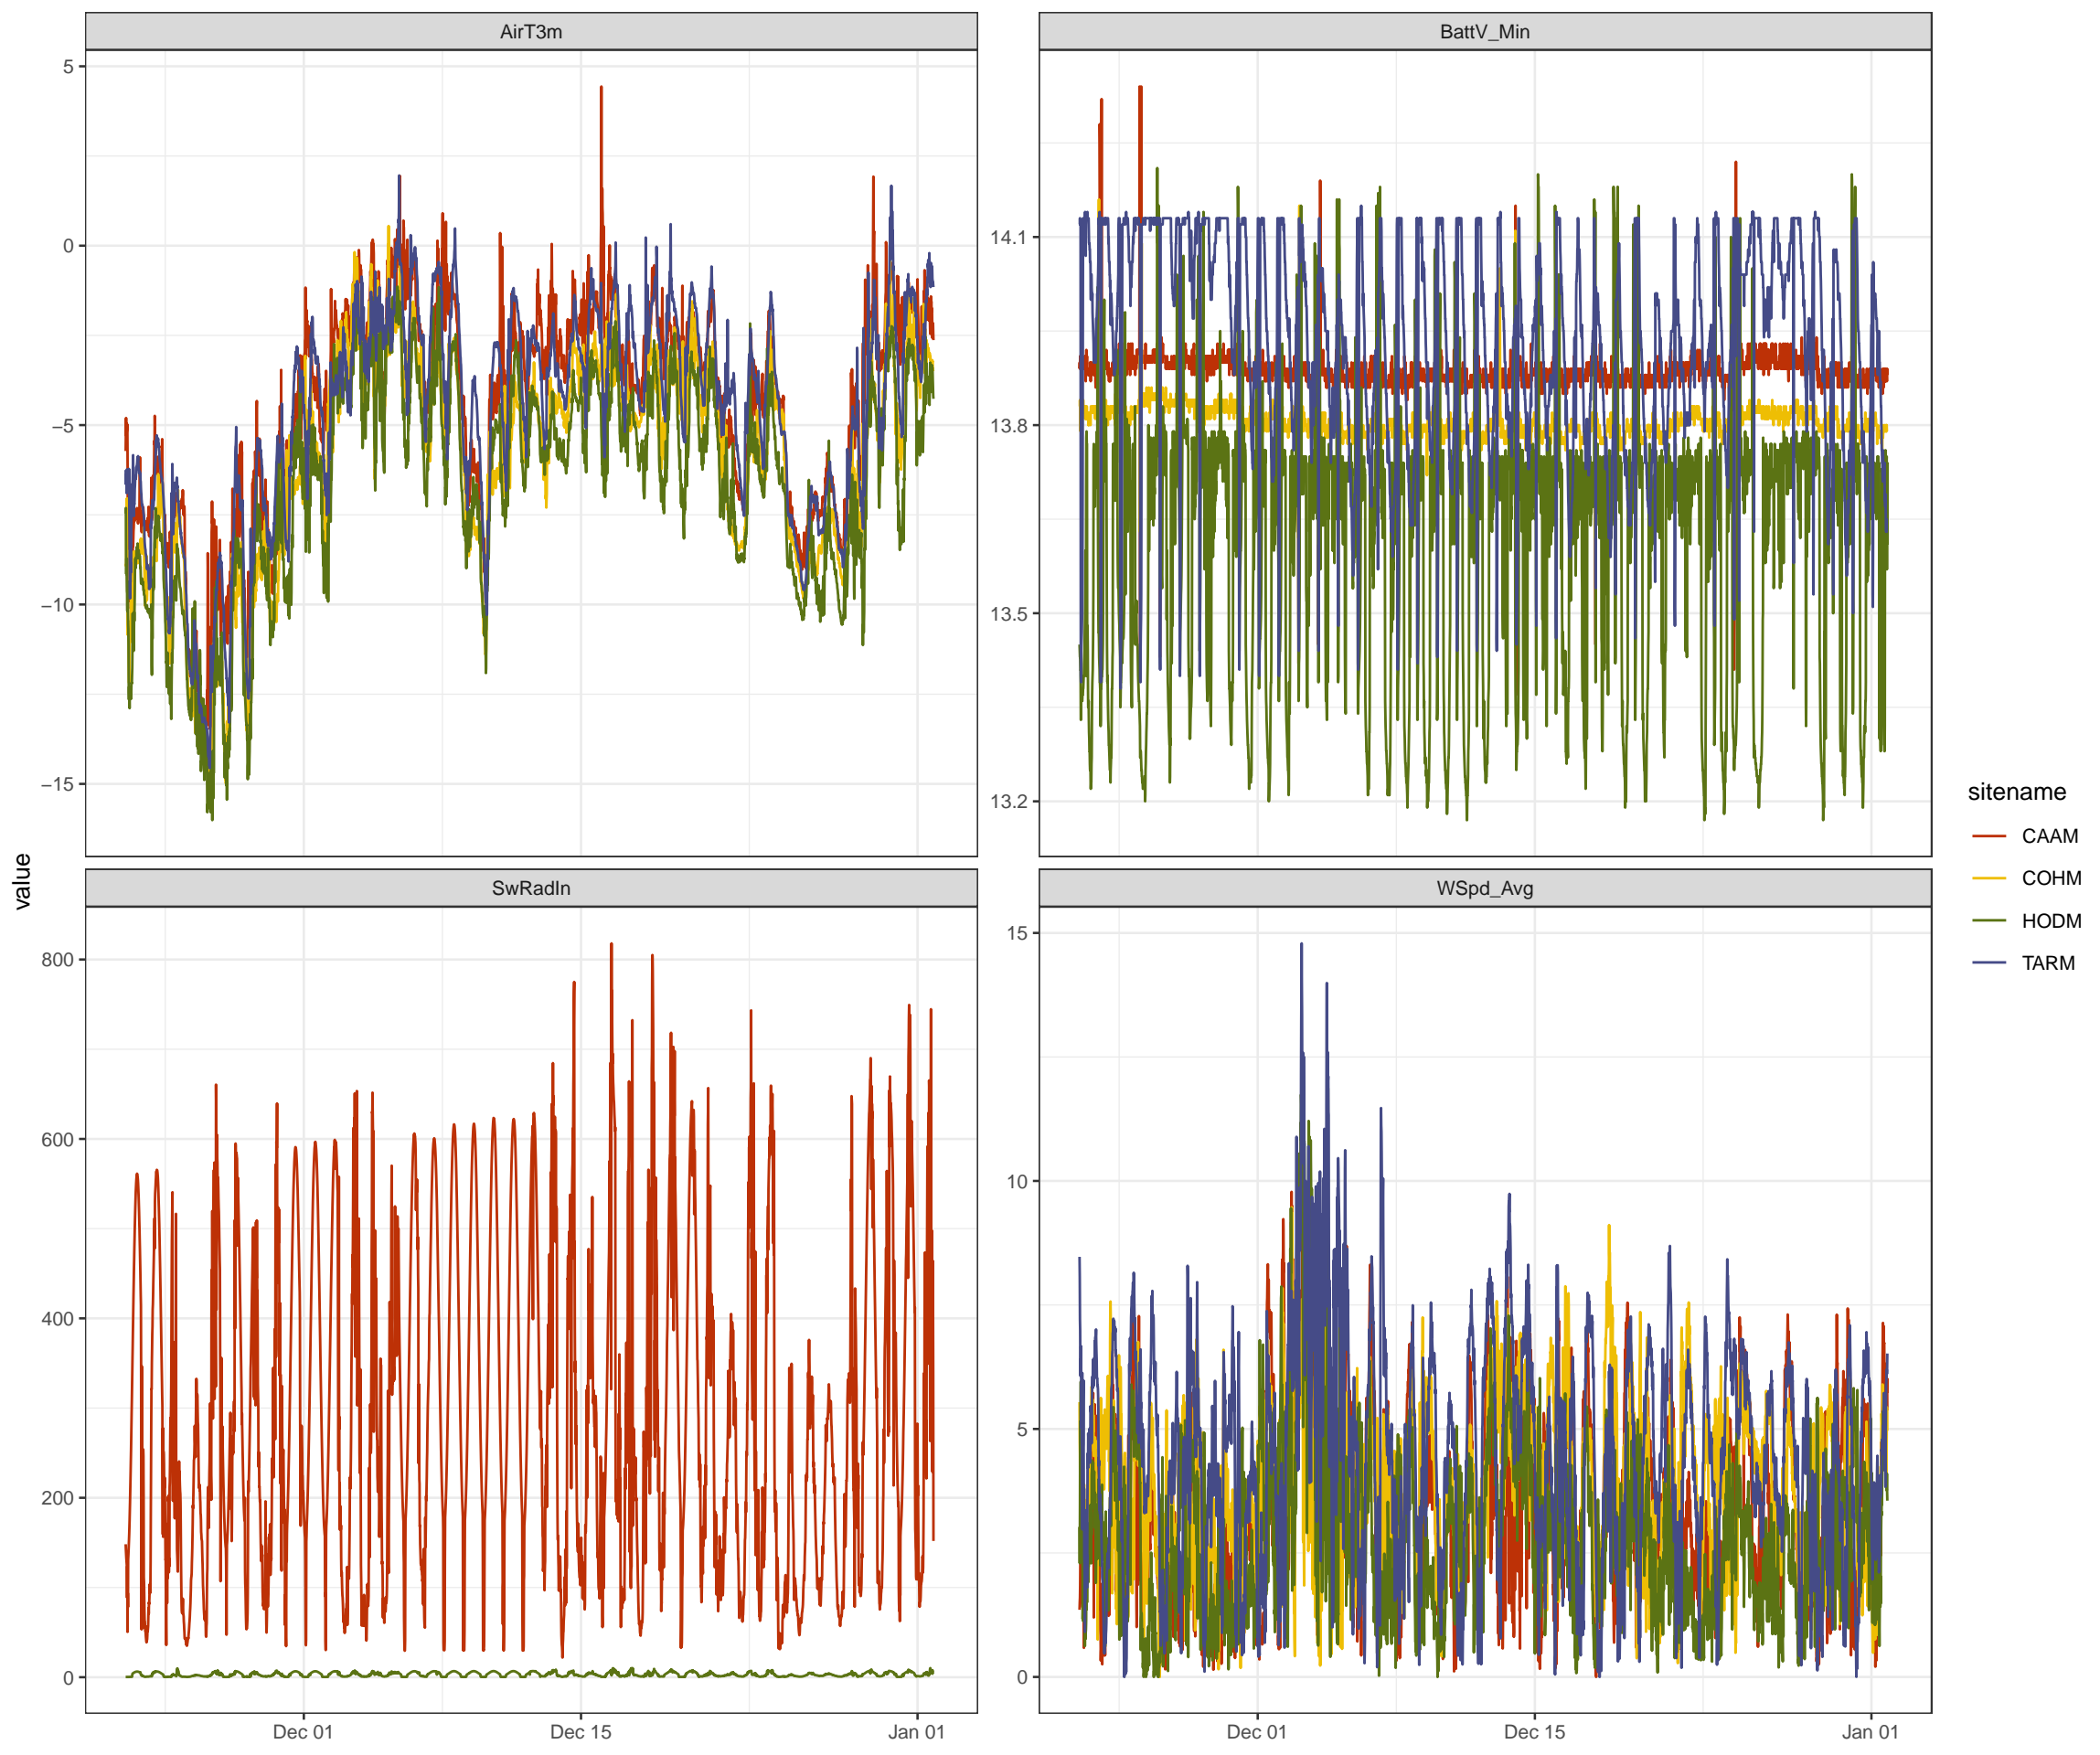 AirT3m
BattV_Min
5
0
−5
−10
−15
14.1
13.8
13.5
13.2
value
SwRadIn
WSpd_Avg
800
600
400
200
0
15
10
5
0
Dec 01
Dec 15
Jan 01
Dec 01
Dec 15
Jan 01
sitename
CAAM
COHM
HODM
TARM